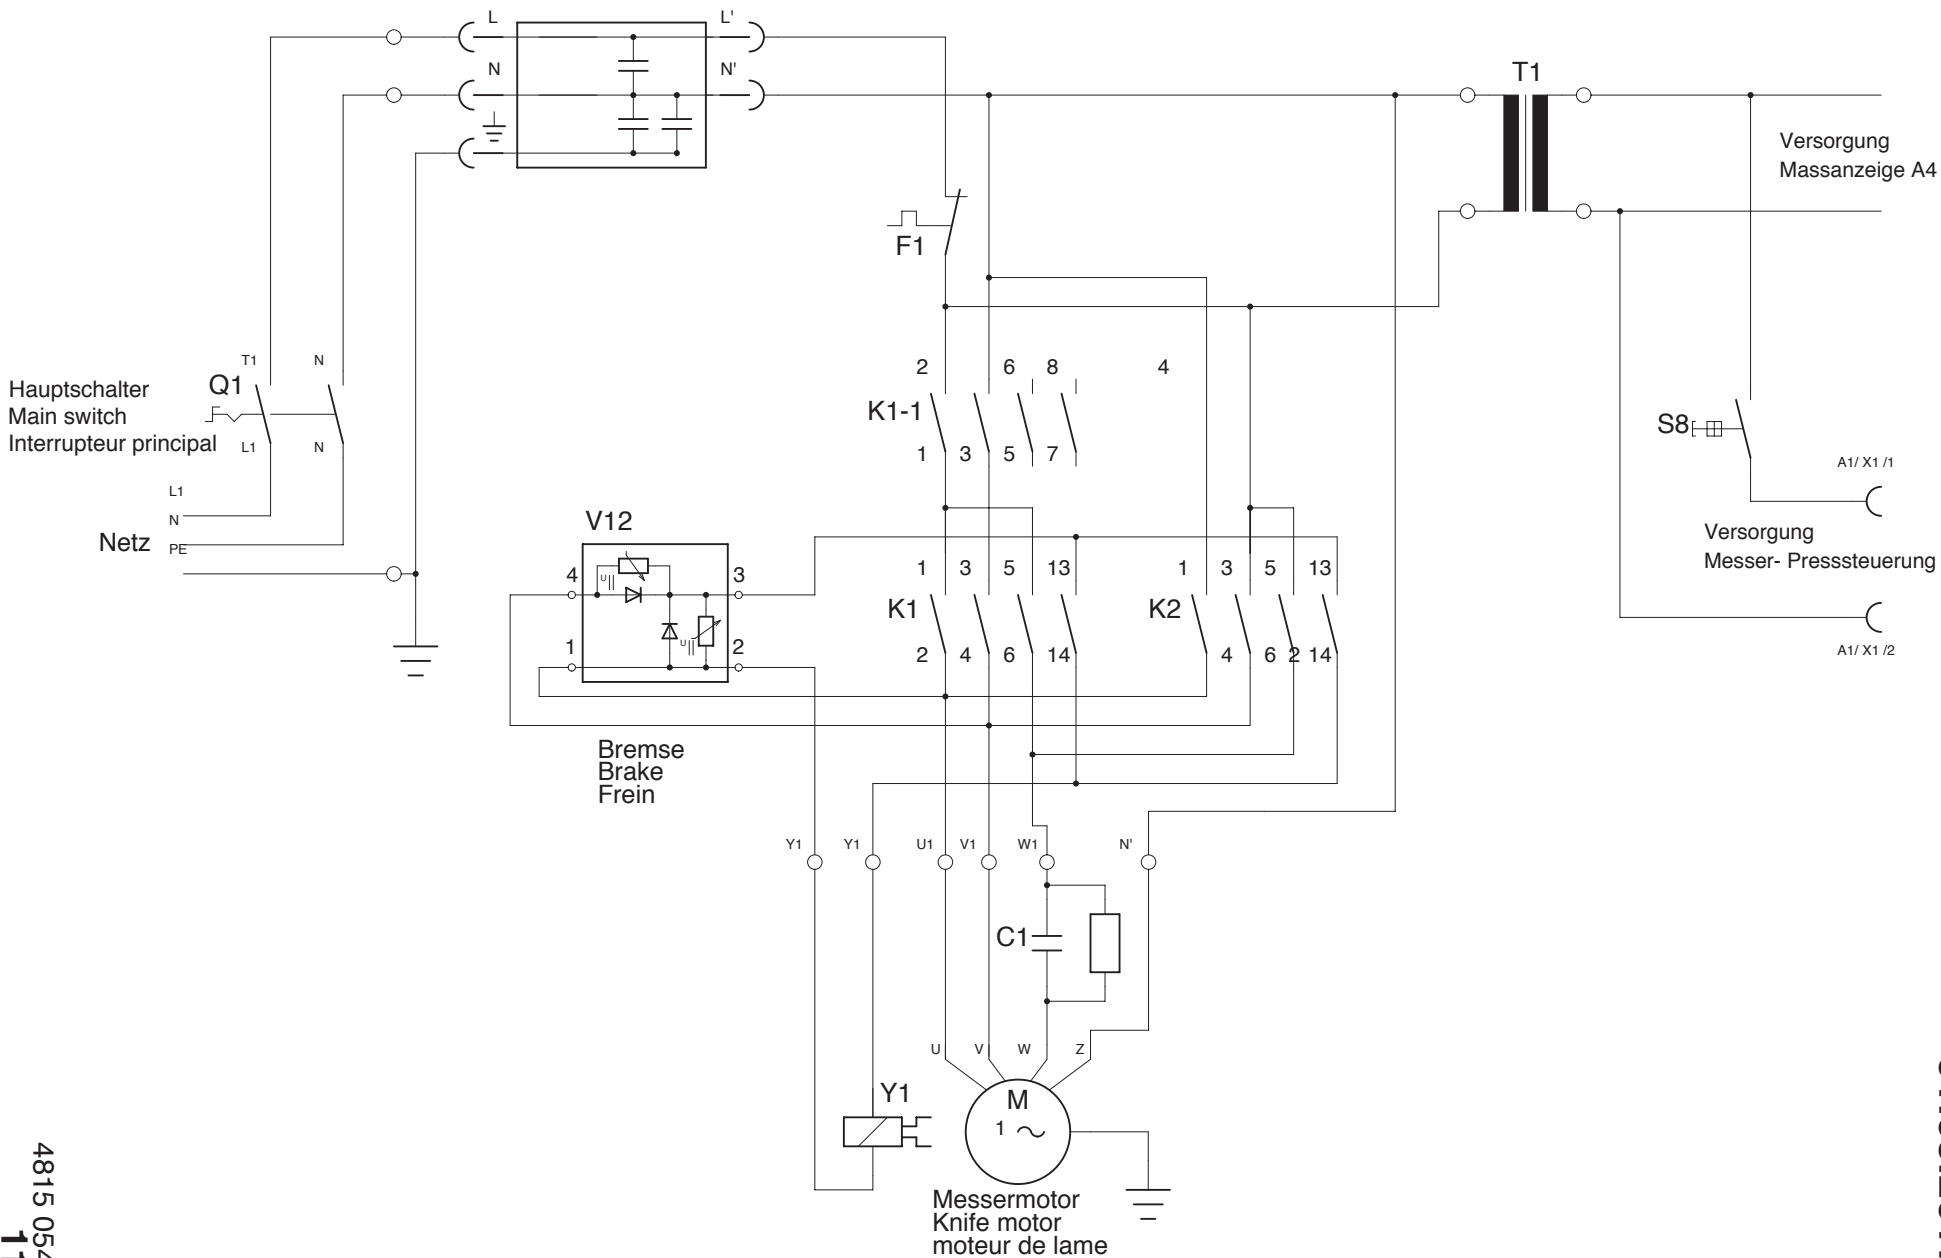 L
L'
N
N'
T1
Versorgung
Massanzeige A4
F1
T1
N
Q1
Hauptschalter
Main switch
Interrupteur principal
L1
N
L1
N
Netz
PE
2
6
8
4
K1-1
1
3
5
7
S8
A1/ X1 /1
Versorgung
Messer- Presssteuerung
A1/ X1 /2
V12
4
3
U
1
2
U
1
3
5
13
K1
2
4
6
14
1
3
5
13
K2
4
6
2
14
Bremse
Brake
Frein
Y1
Y1
U1
V1
W1
N'
C1
U
V
W
Z
Y1
M
1
Messermotor
Knife motor
moteur de lame
4815 054
11